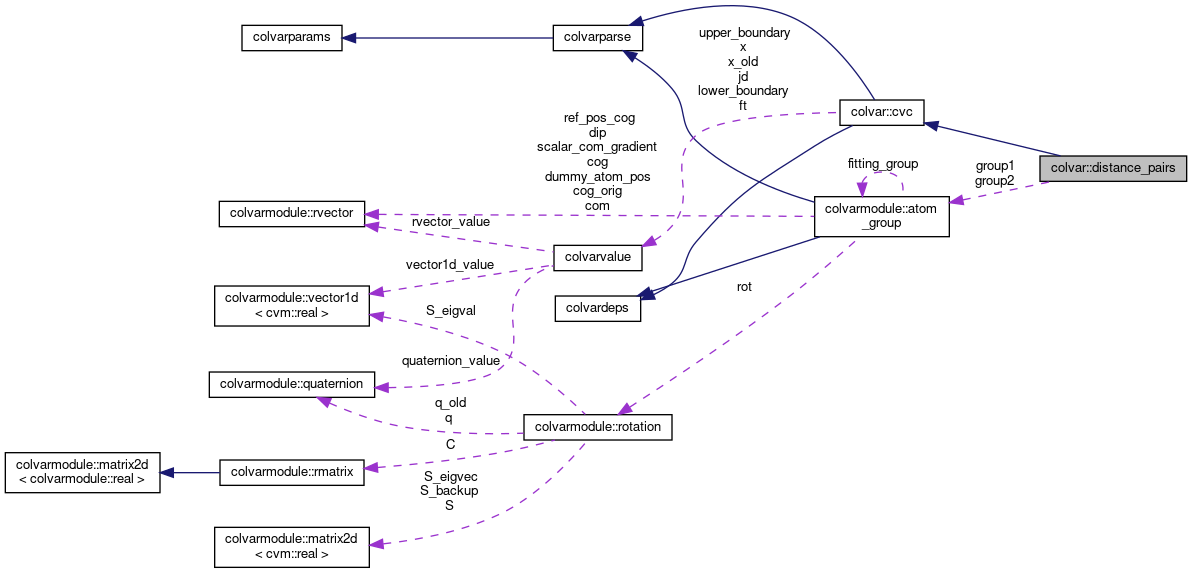 colvarparams
colvarparse
upper_boundary
x
x_old
jd
lower_boundary
ft
colvar::cvc
colvar::distance_pairs
ref_pos_cog
dip
scalar_com_gradient
cog
dummy_atom_pos
cog_orig
com
fitting_group
group1
group2
colvarmodule::rvector
rvector_value
colvarmodule::atom
_group
colvarvalue
vector1d_value
colvarmodule::vector1d
< cvm::real >
colvardeps
rot
S_eigval
quaternion_value
colvarmodule::quaternion
q_old
q
colvarmodule::rotation
C
colvarmodule::matrix2d
< colvarmodule::real >
colvarmodule::rmatrix
S_eigvec
S_backup
S
colvarmodule::matrix2d
< cvm::real >